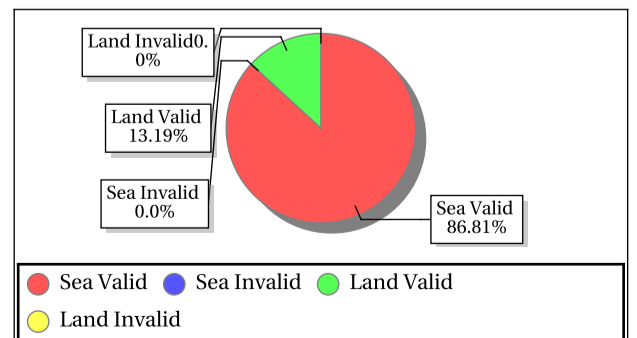 Land Invalid0.
0%
Land Valid
13.19%
Sea Invalid
0.0%
Sea Valid
86.81%
Sea Valid Sea Invalid Land Valid
Land Invalid